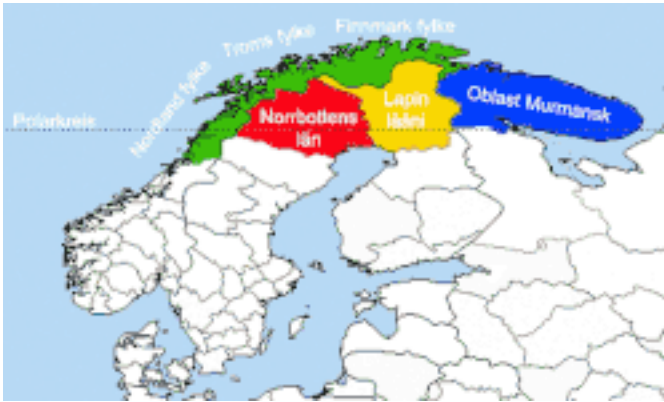 Finnmark fylke
Troms fylke
Nordland fylke
Polarkreis
Norrbottens
län
Lapin
lääni
Oblast Murmansk